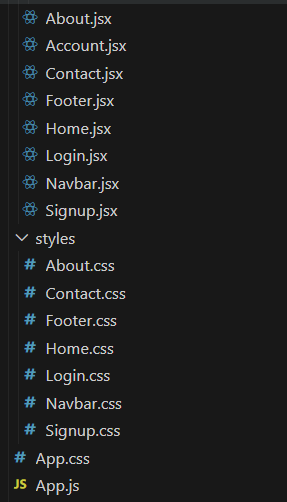 About.jsx
Account.jsx
Contact.jsx
Footer.jsx
Home.jsx
Login.jsx
Navbar.jsx
Signup.jsx
styles
# About.css
# Contact.css
# Footer.css
# Home.css
# Login.css
# Navbar.css
# Signup.css
# App.css
JS App.js